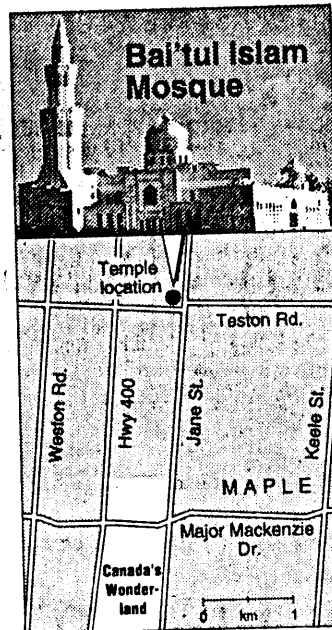 Bai'tul Islam
Mosque
Temple
location
Teston Rd.
Weston Rd.
Hwy 400
Jane St.
Keele St.
MAPLE
Major Mackenzie
Dr.
Canada's
Wonder-
land
0 km 1